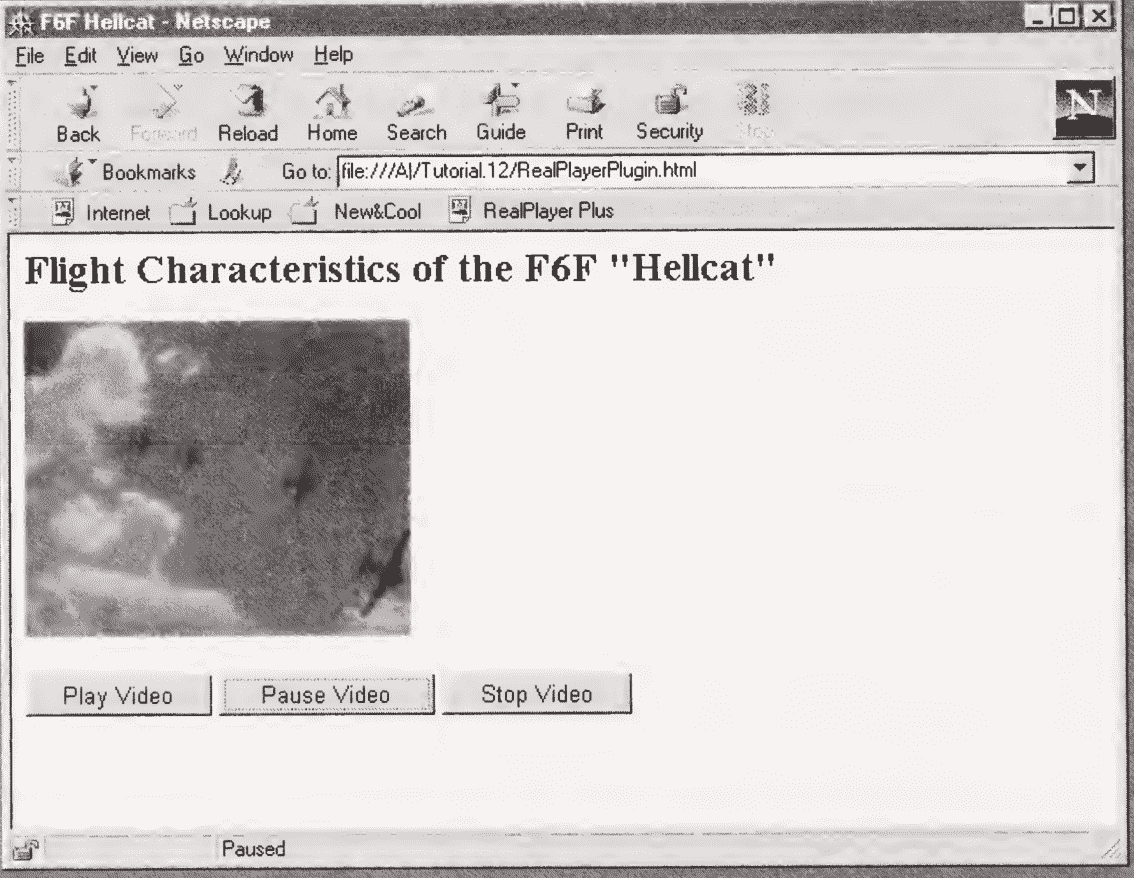 F6F Hellcat - Netscape
File Edit View Go Window Help
N
Back Forward Reload Home Search Guide Print Security Stop
Bookmarks Go to: file:///A|/Tutorial.12/RealPlayerPlugin.html
Internet Lookup New&Cool RealPlayer Plus
Flight Characteristics of the F6F "Hellcat"
Play Video Pause Video Stop Video
Paused